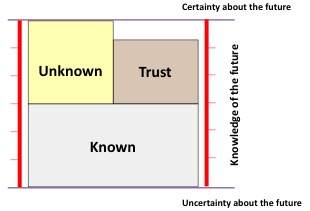 Certainty about the future
Unknown
Trust
Known
Knowledge of the future
Uncertainty about the future